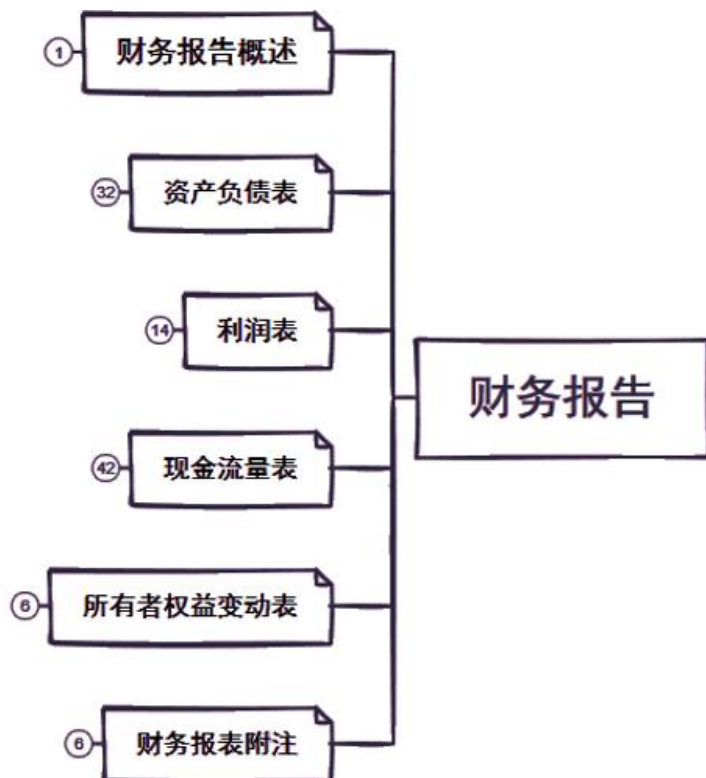 ① 财务报告概述
㉜ 资产负债表
⑭ 利润表
财务报告
㊷ 现金流量表
⑥ 所有者权益变动表
⑥ 财务报表附注